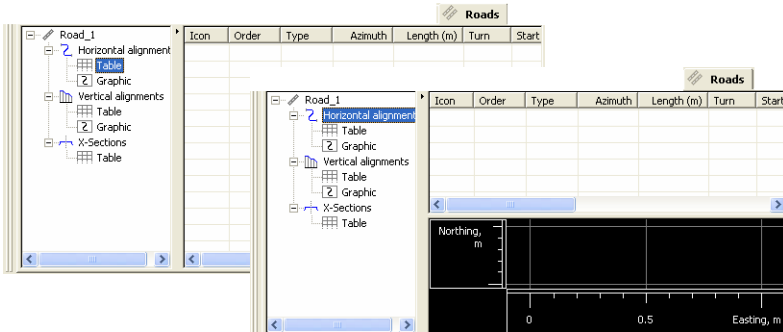 Roads
Road_1
Horizontal alignment
Table
Graphic
Vertical alignments
Table
Graphic
X-Sections
Table
Icon Order Type Azimuth Length (m) Turn Start
Roads
Road_1
Horizontal alignment
Table
Graphic
Vertical alignments
Table
Graphic
X-Sections
Table
Icon Order Type Azimuth Length (m) Turn Start
Northing,
m
0 0.5 Easting, m